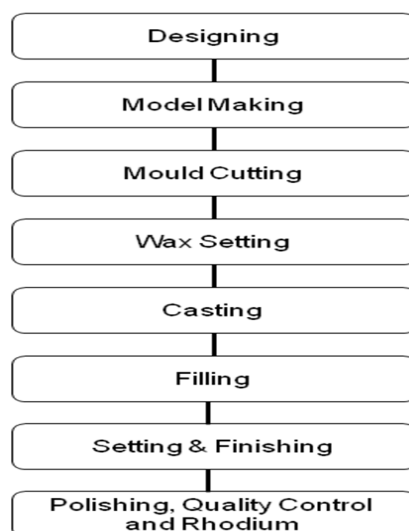 Designing
Model Making
Mould Cutting
Wax Setting
Casting
Filling
Setting & Finishing
Polishing, Quality Control
and Rhodium